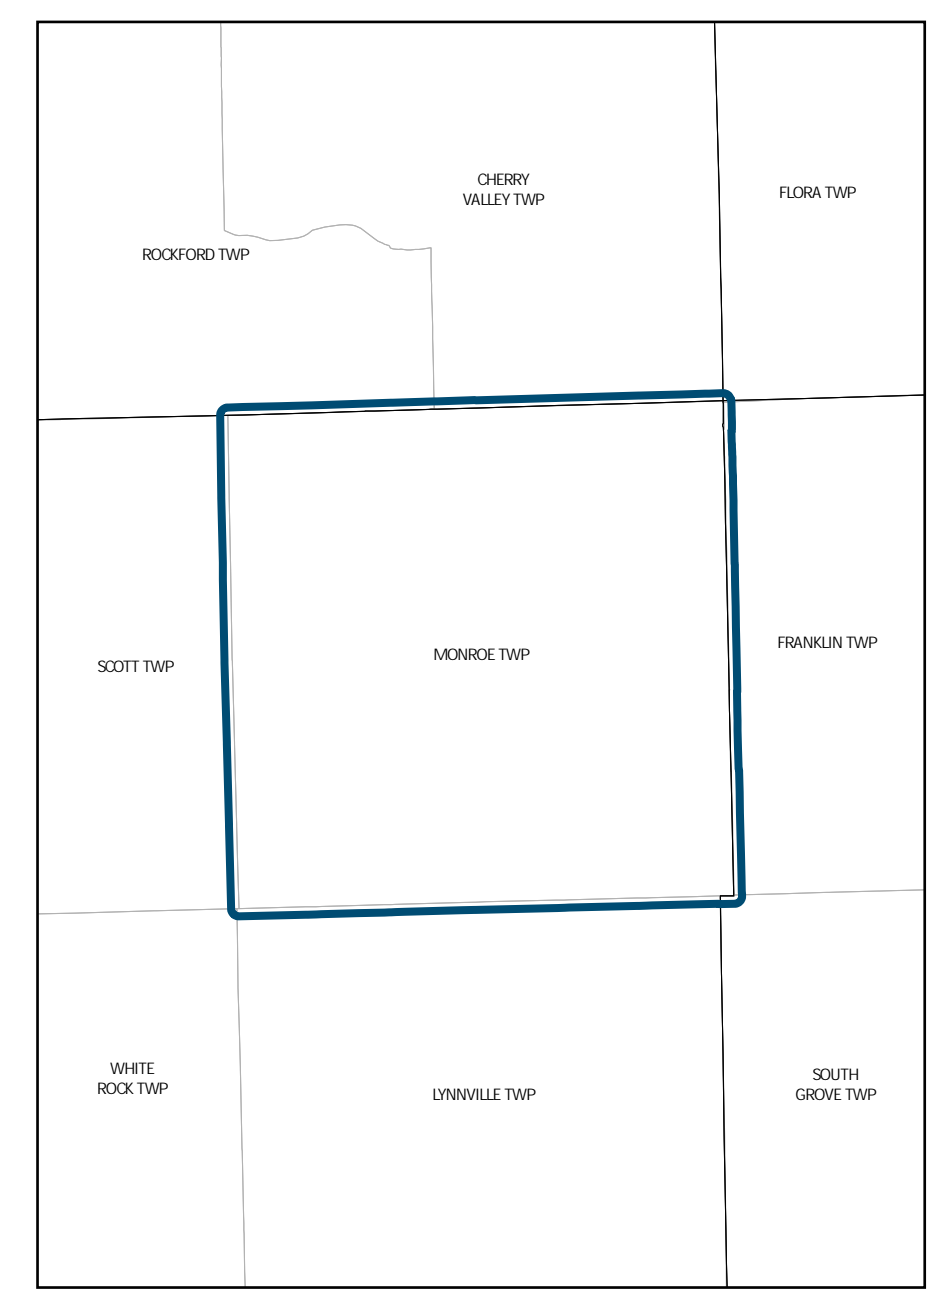 CHERRY
VALLEY TWP
FLORA TWP
ROCKFORD TWP
SCOTT TWP
MONROE TWP
FRANKLIN TWP
WHITE
ROCK TWP
LYNNVILLE TWP
SOUTH
GROVE TWP